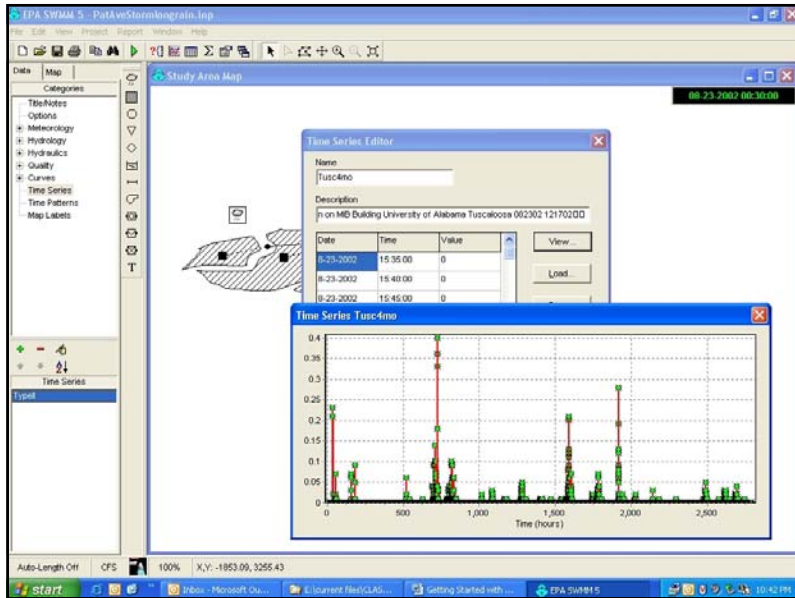 EPA SWMM 5 - PatAveStormlongrain.inp
File Edit View Project Report Window Help
Data Map
Categories
Title/Notes
Options
Meteorology
Hydrology
Hydraulics
Quality
Curves
Time Series
Time Patterns
Map Labels
Time Series
TypeII
Study Area Map
08-23-2002 00:30:00
Time Series Editor
Name
Tusc4mo
Description
n on MIB Building University of Alabama Tuscaloosa 082302 121702
Date Time Value
8-23-2002 15:35:00 0
8-23-2002 15:40:00 0
8-23-2002 15:45:00 0
View...
Load...
Time Series Tusc4mo
0.4
0.35
0.3
0.25
0.2
0.15
0.1
0.05
0
0 500 1,000 1,500 2,000 2,500
Time (hours)
Auto-Length Off CFS 100% X,Y: -1853.09, 3255.43
start Inbox - Microsoft Ou... E:\current files\CLAS... Getting Started with ... EPA SWMM 5 10:42 PM